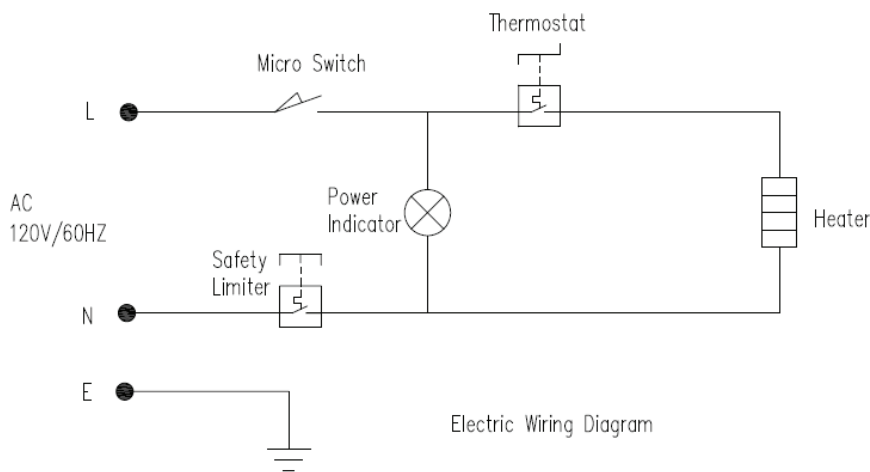 Thermostat
Micro Switch
L
AC
120V/60HZ
Power
Indicator
Heater
Safety
Limiter
N
E
Electric Wiring Diagram